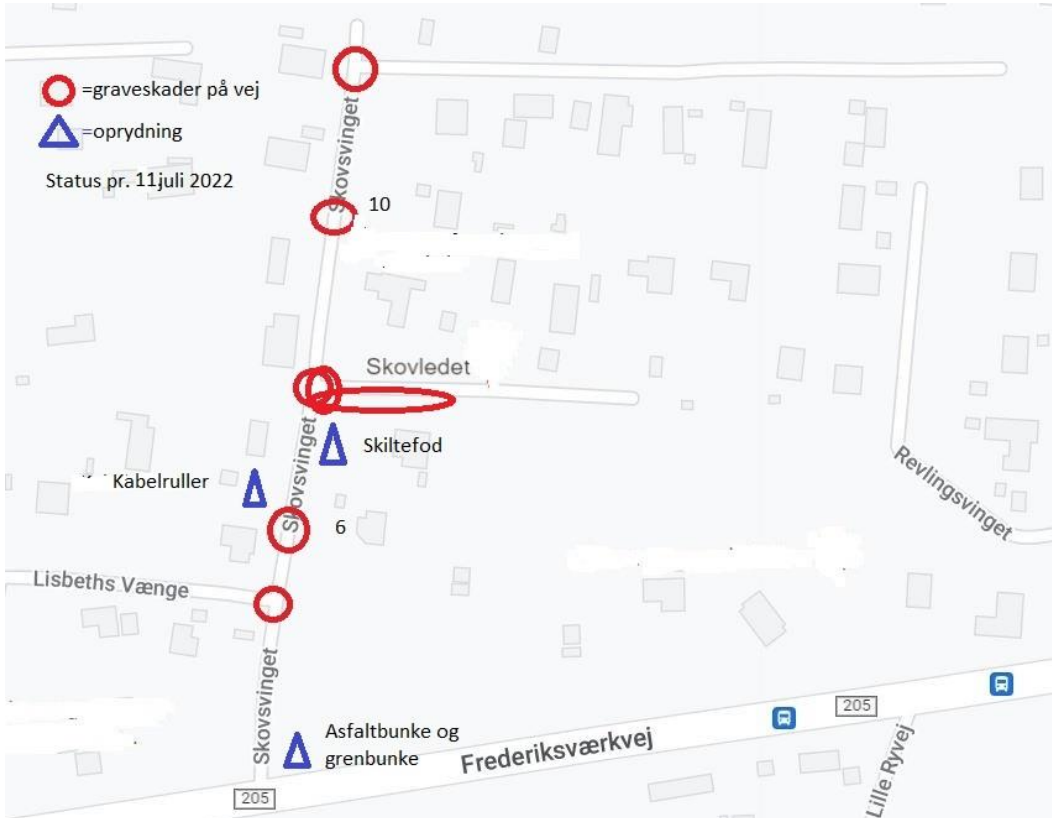 =graveskader på vej
=oprydning
Status pr. 11juli 2022
Skovsvinget
10
Skovledet
Skiltefod
Kabelruller
Skovsvinget
6
Revlingsvinget
Lisbeths Vænge
Skovsvinget
Asfaltbunke og
grenbunke
Frederiksværkvej
205
205
Lille Ryvej